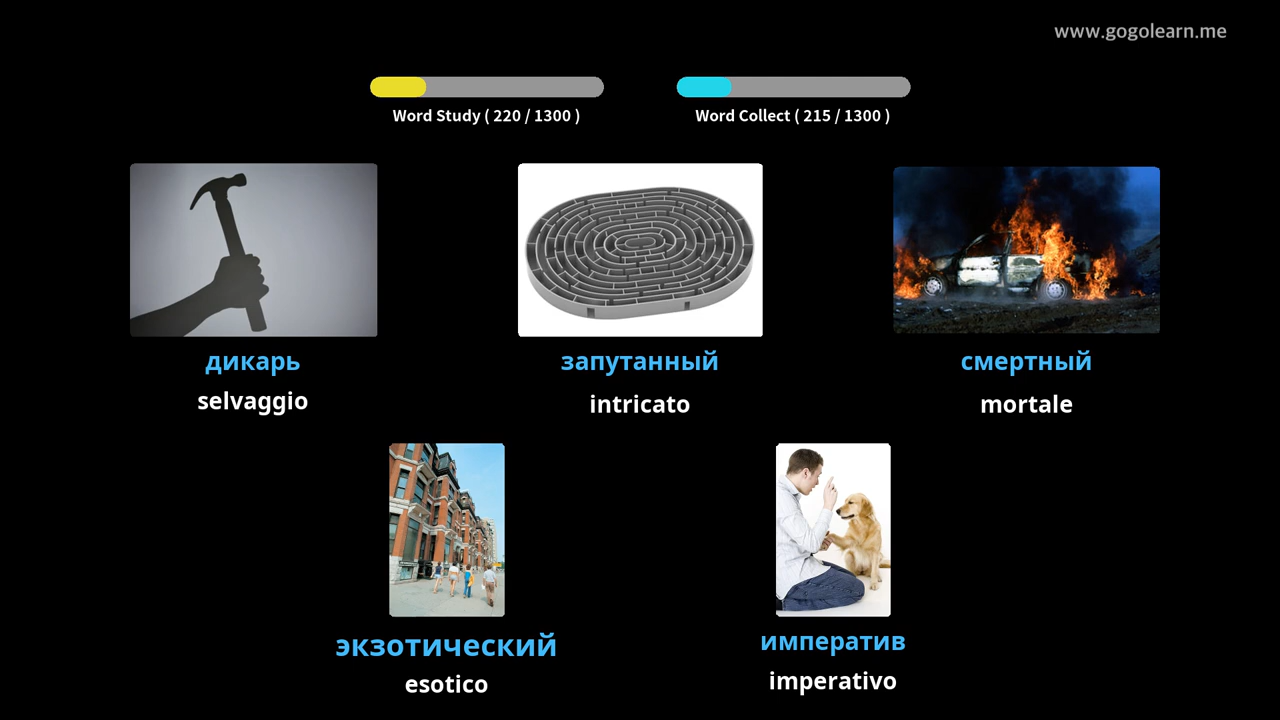 www.gogolearn.me
Word Study ( 220 / 1300 )
Word Collect ( 215 / 1300 )
дикарь
запутанный
смертный
selvaggio
intricato
mortale
экзотический
императив
esotico
imperativo